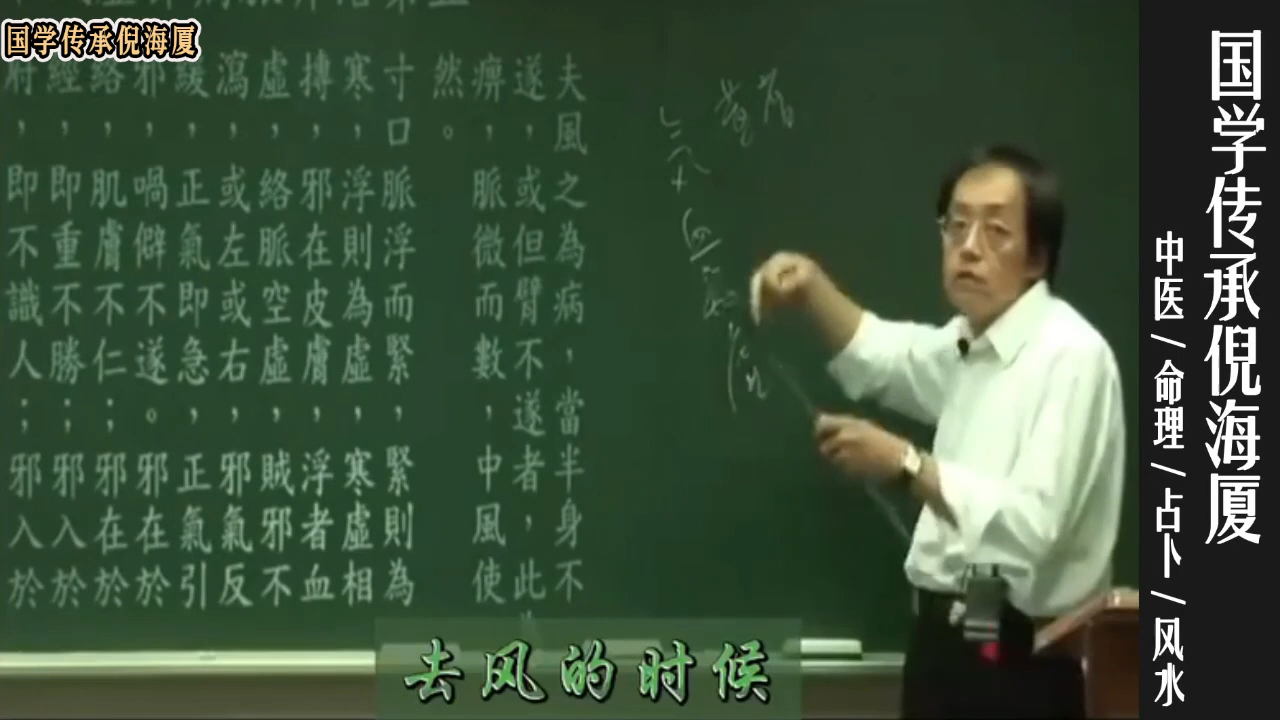 国学传承倪海厦
夫風之為病，當半身不
遂，或但臂不遂者，此
痹，脈微而數，中風使
然。
寸口脈浮而緊，緊則為
寒，浮則為虛，寒虛相
搏，邪在皮膚，浮者血
虛，絡脈空虛，賊邪不
瀉，或左或右，邪氣反
緩，正氣即急，正氣引
邪，喎僻不遂。邪在於
絡，肌膚不仁；邪在於
經，即重不勝；邪入於
府，即不識人；邪入於
去风的时候
国学传承倪海厦
中医/命理/占卜/风水